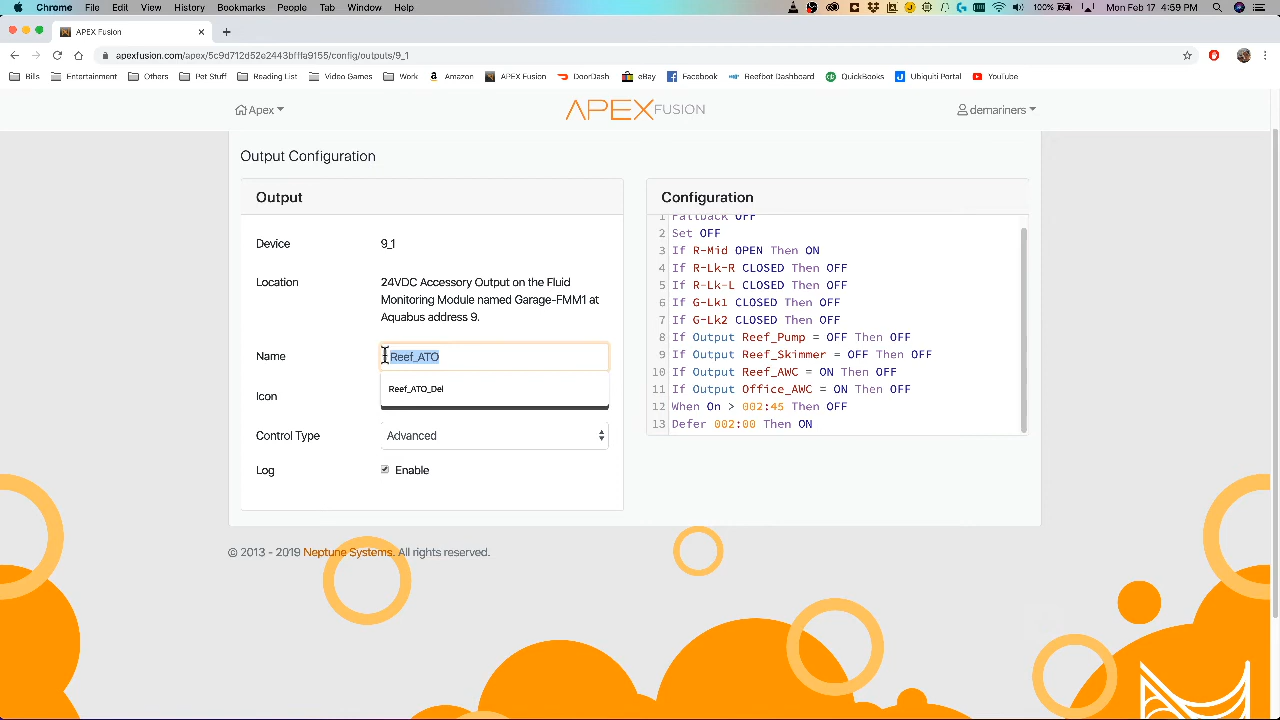 Chrome File Edit View History Bookmarks People Tab Window Help
100% Mon Feb 17 4:59 PM
APEX Fusion
apexfusion.com/apex/5c9d712d52e2443bf1fa9155/config/outputs/9_1
Bills Entertainment Others Pet Stuff Reading List Video Games Work Amazon APEX Fusion DoorDash eBay Facebook Reefbot Dashboard QuickBooks Ubiquiti Portal YouTube
Apex APEX FUSION demariners
Output Configuration
Output
Device 9_1
Location 24VDC Accessory Output on the Fluid
Monitoring Module named Garage-FMM1 at
Aquabus address 9.
Name Reef_ATO
Reef_ATO_Del
Icon
Control Type Advanced
Log Enable
Configuration
1 Fallback OFF
2 Set OFF
3 If R-Mid OPEN Then ON
4 If R-Lk-R CLOSED Then OFF
5 If R-Lk-L CLOSED Then OFF
6 If G-Lk1 CLOSED Then OFF
7 If G-Lk2 CLOSED Then OFF
8 If Output Reef_Pump = OFF Then OFF
9 If Output Reef_Skimmer = OFF Then OFF
10 If Output Reef_AWC = ON Then OFF
11 If Output Office_AWC = ON Then OFF
12 When On > 002:45 Then OFF
13 Defer 002:00 Then ON
© 2013 - 2019 Neptune Systems. All rights reserved.